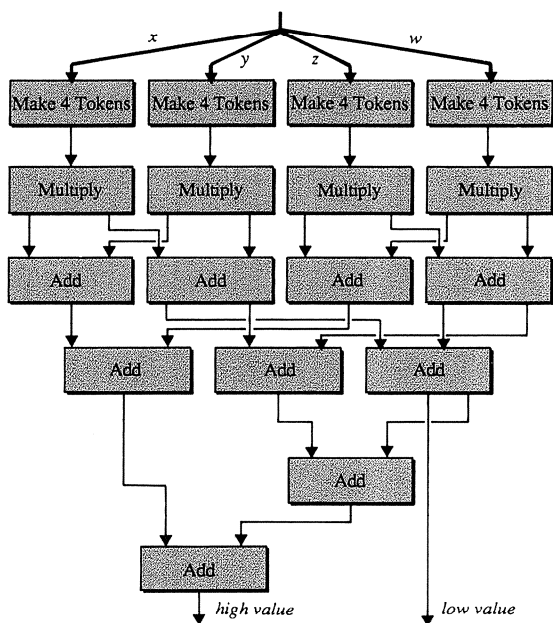 x
y
z
w
Make 4 Tokens
Make 4 Tokens
Make 4 Tokens
Make 4 Tokens
Multiply
Multiply
Multiply
Multiply
Add
Add
Add
Add
Add
Add
Add
Add
Add
high value
low value